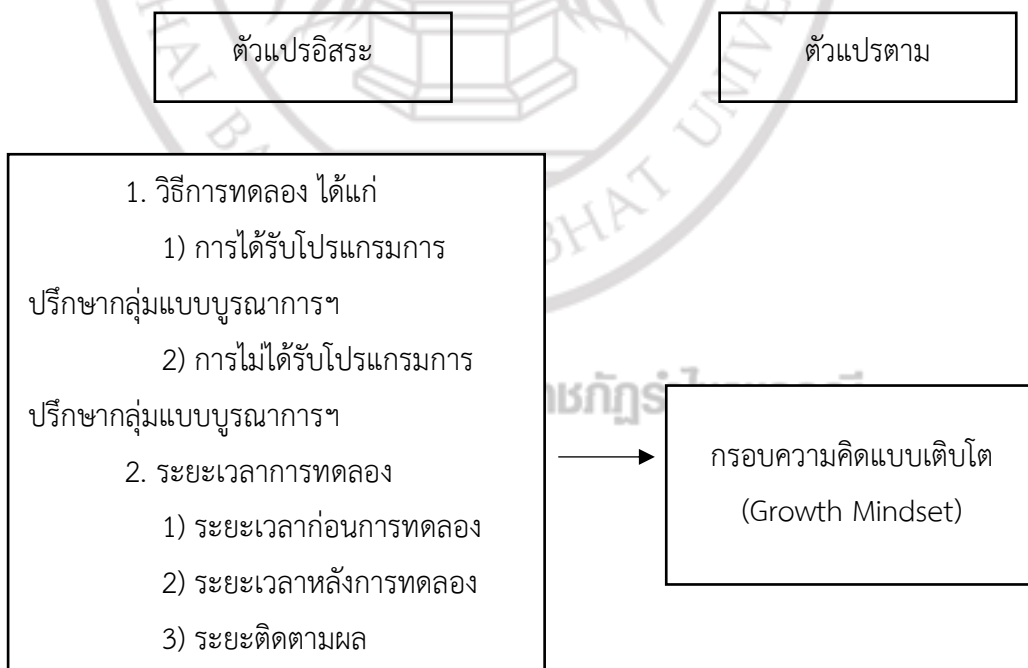 ตัวแปรอิสระ
ตัวแปรตาม
1. วิธีการทดลอง ได้แก่
1) การได้รับโปรแกรมการ
ปรึกษากลุ่มแบบบูรณาการฯ
2) การไม่ได้รับโปรแกรมการ
ปรึกษากลุ่มแบบบูรณาการฯ
2. ระยะเวลาการทดลอง
1) ระยะเวลาก่อนการทดลอง
2) ระยะเวลาหลังการทดลอง
3) ระยะติดตามผล
กรอบความคิดแบบเติบโต
(Growth Mindset)